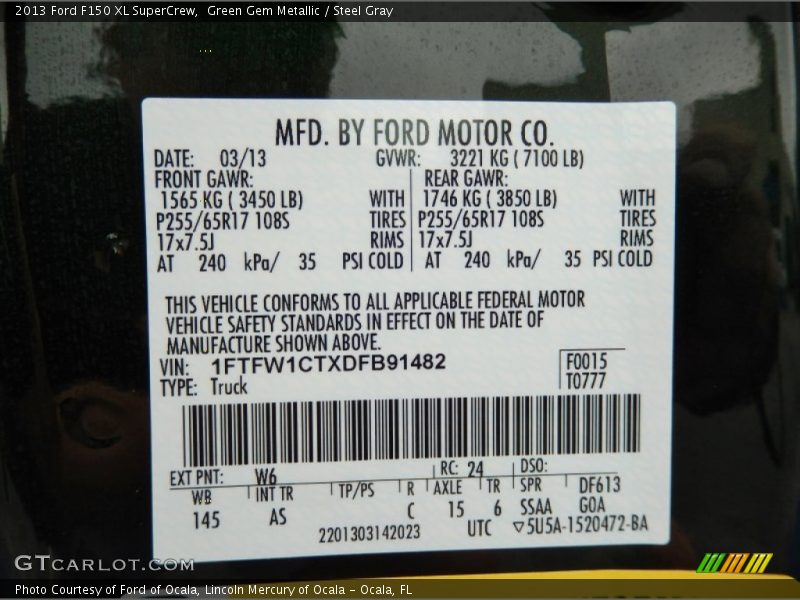 2013 Ford F150 XL SuperCrew,  Green Gem Metallic / Steel Gray
MFD. BY FORD MOTOR CO.
DATE: 03/13 GVWR: 3221 KG ( 7100 LB)
FRONT GAWR: REAR GAWR:
1565 KG ( 3450 LB) WITH 1746 KG ( 3850 LB) WITH
P255/65R17 108S TIRES P255/65R17 108S TIRES
17x7.5J RIMS 17x7.5J RIMS
AT 240 kPa/ 35 PSI COLD AT 240 kPa/ 35 PSI COLD
THIS VEHICLE CONFORMS TO ALL APPLICABLE FEDERAL MOTOR
VEHICLE SAFETY STANDARDS IN EFFECT ON THE DATE OF
MANUFACTURE SHOWN ABOVE.
VIN: 1FTFW1CTXDFB91482 F0015
TYPE: Truck T0777
EXT PNT: W6 RC: 24 DSO:
WB INT TR TP/PS R AXLE TR SPR DF613
145 AS C 15 6 SSAA GOA
2201303142023 UTC ▽5U5A-1520472-BA
GTCARLOT.COM
Photo Courtesy of Ford of Ocala, Lincoln Mercury of Ocala - Ocala, FL